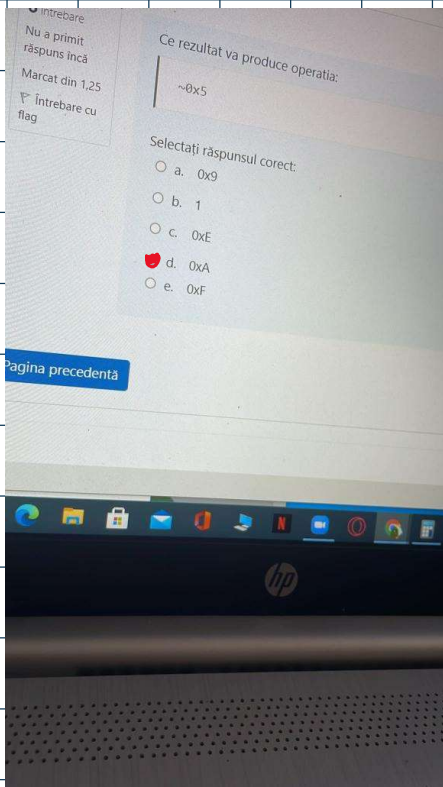 Întrebare
Nu a primit
răspuns încă
Marcat din 1,25
Întrebare cu
flag
Ce rezultat va produce operatia:
~0x5
Selectați răspunsul corect:
a. 0x9
b. 1
c. 0xE
d. 0xA
e. 0xF
Pagina precedentă
N
hp